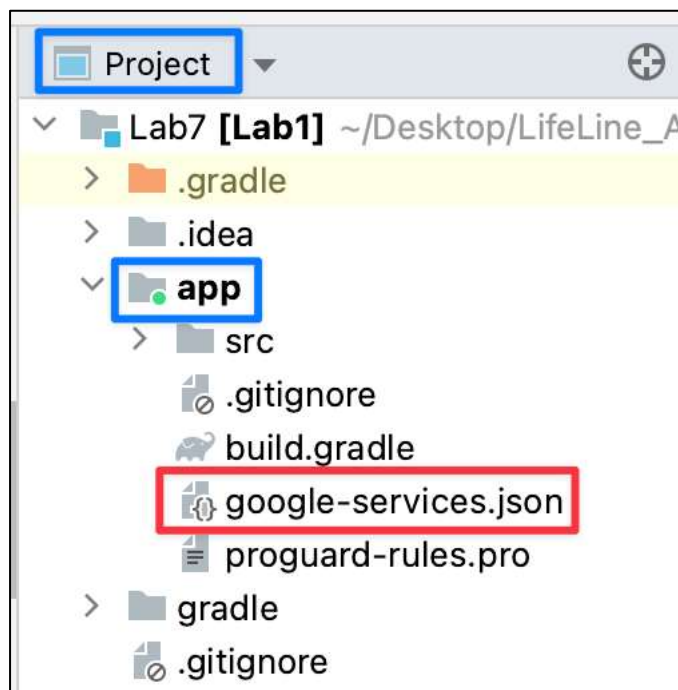 Project
Lab7 [Lab1] ~/Desktop/LifeLine_A
.gradle
.idea
app
src
.gitignore
build.gradle
google-services.json
proguard-rules.pro
gradle
.gitignore